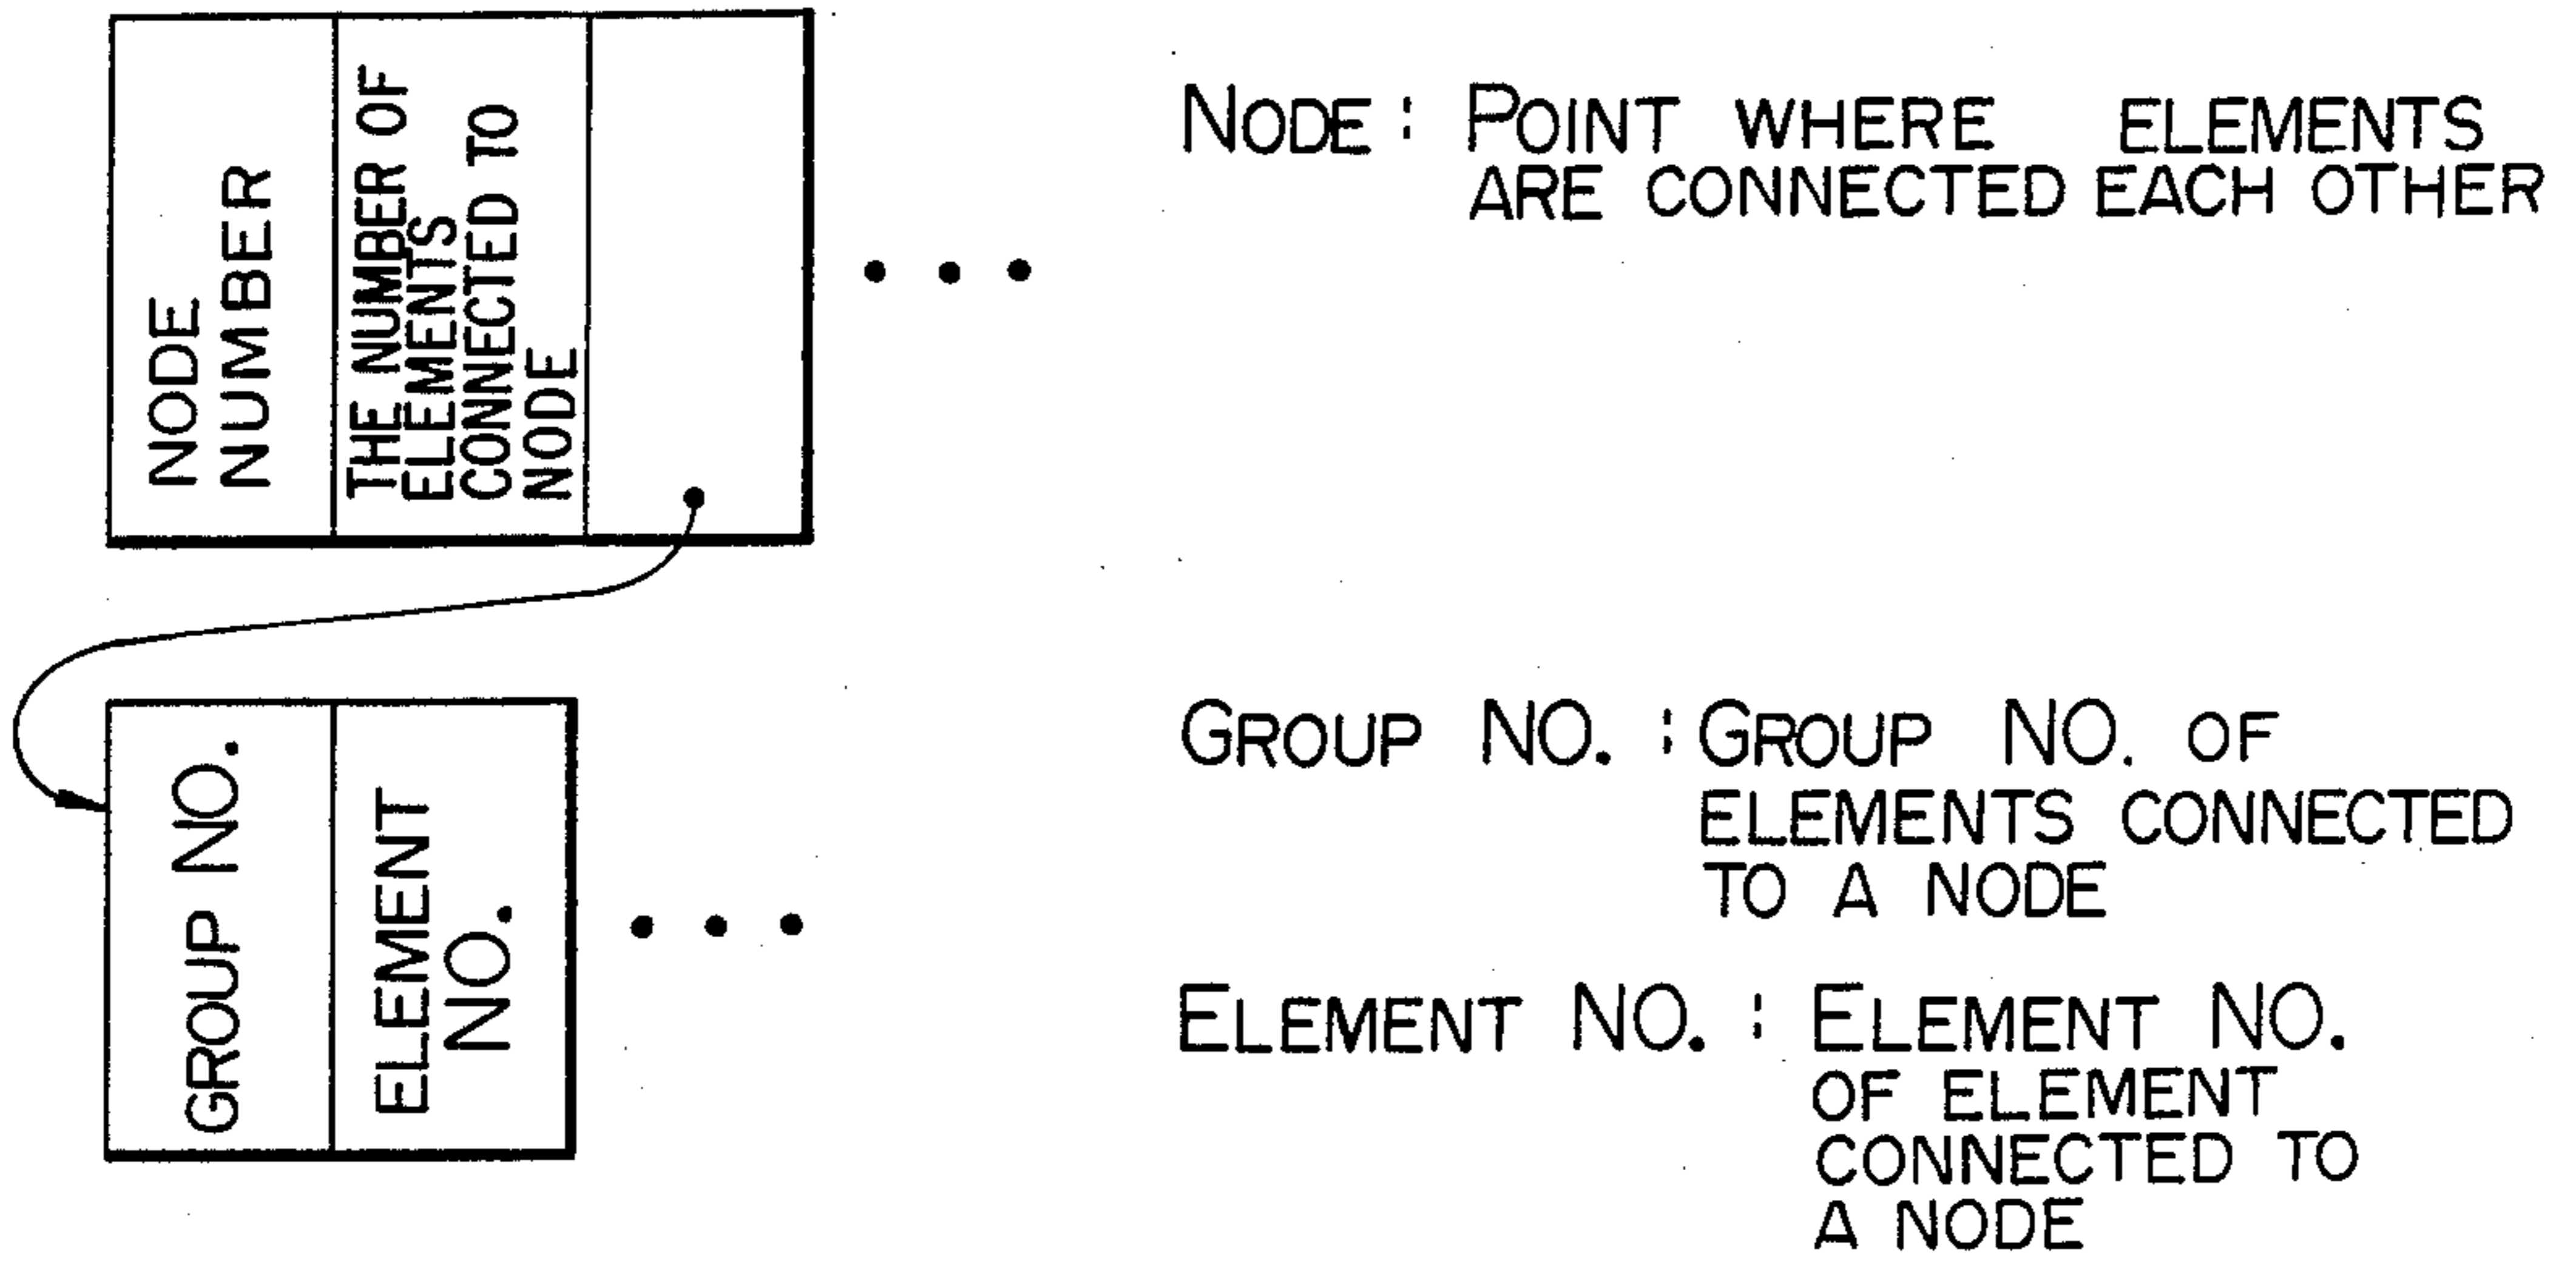 NODE
NUMBER
THE NUMBER OF
ELEMENTS
CONNECTED TO
NODE
NODE : POINT WHERE ELEMENTS
ARE CONNECTED EACH OTHER
GROUP NO.
ELEMENT
NO.
GROUP NO. : GROUP NO. OF
ELEMENTS CONNECTED
TO A NODE
ELEMENT NO. : ELEMENT NO.
OF ELEMENT
CONNECTED TO
A NODE